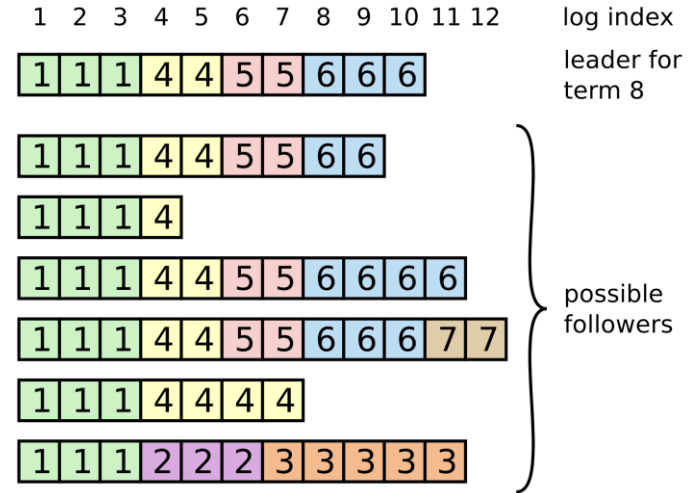 1 2 3 4 5 6 7 8 9 10 11 12 log index
1 1 1 4 4 5 5 6 6 6 leader for
term 8
1 1 1 4 4 5 5 6 6
1 1 1 4
1 1 1 4 4 5 5 6 6 6 6
possible
followers
1 1 1 4 4 5 5 6 6 6 7 7
1 1 1 4 4 4 4
1 1 1 2 2 2 3 3 3 3 3